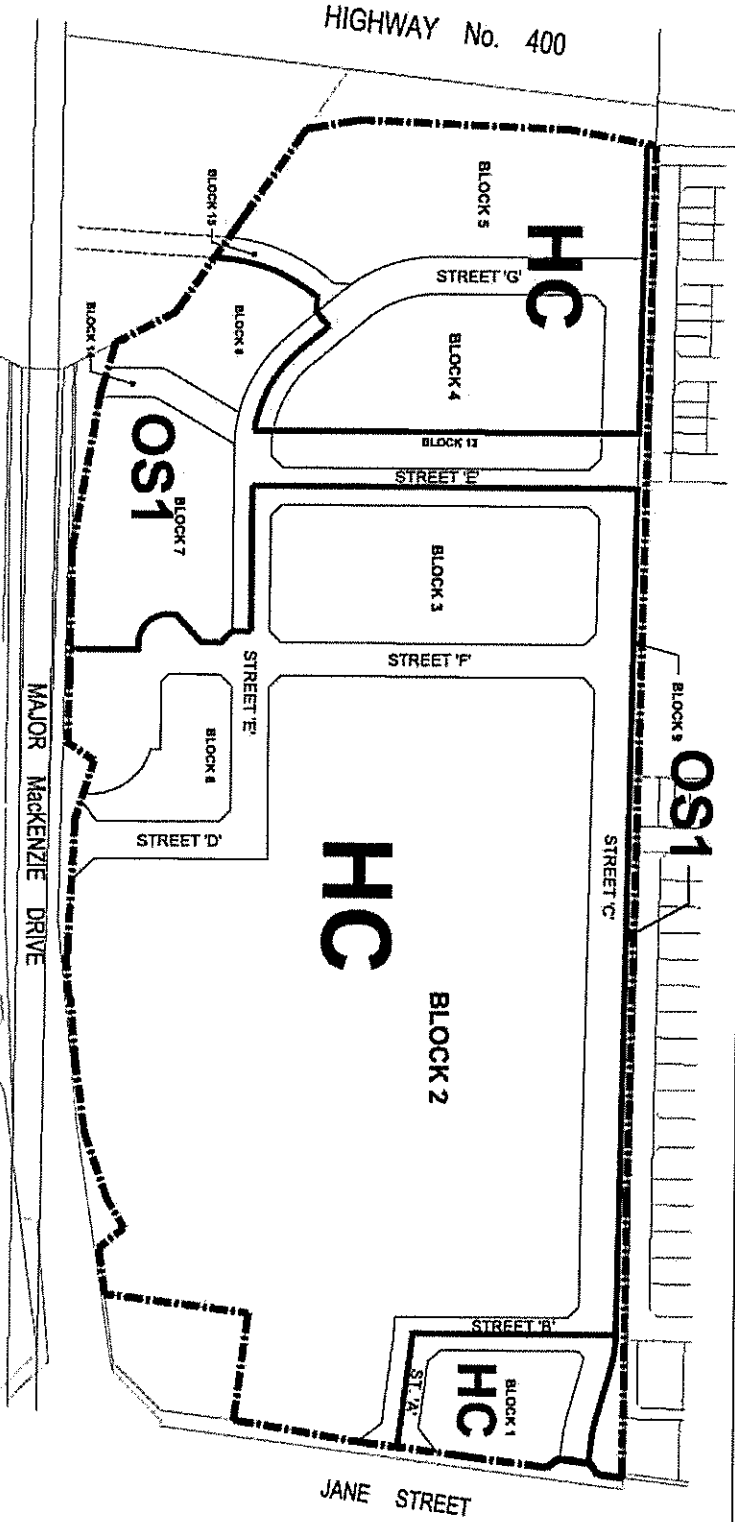 HIGHWAY No. 400
BLOCK 5
HC
BLOCK 15
STREET 'G'
BLOCK 4
BLOCK 14
OS1
BLOCK 7
BLOCK 13
STREET 'E'
BLOCK 3
STREET 'F'
STREET 'E'
BLOCK 9
OS1
STREET 'D'
STREET 'C'
HC
BLOCK 2
MAJOR MacKENZIE DRIVE
STREET 'B'
BLOCK 1
HC
ST. 'A'
JANE STREET